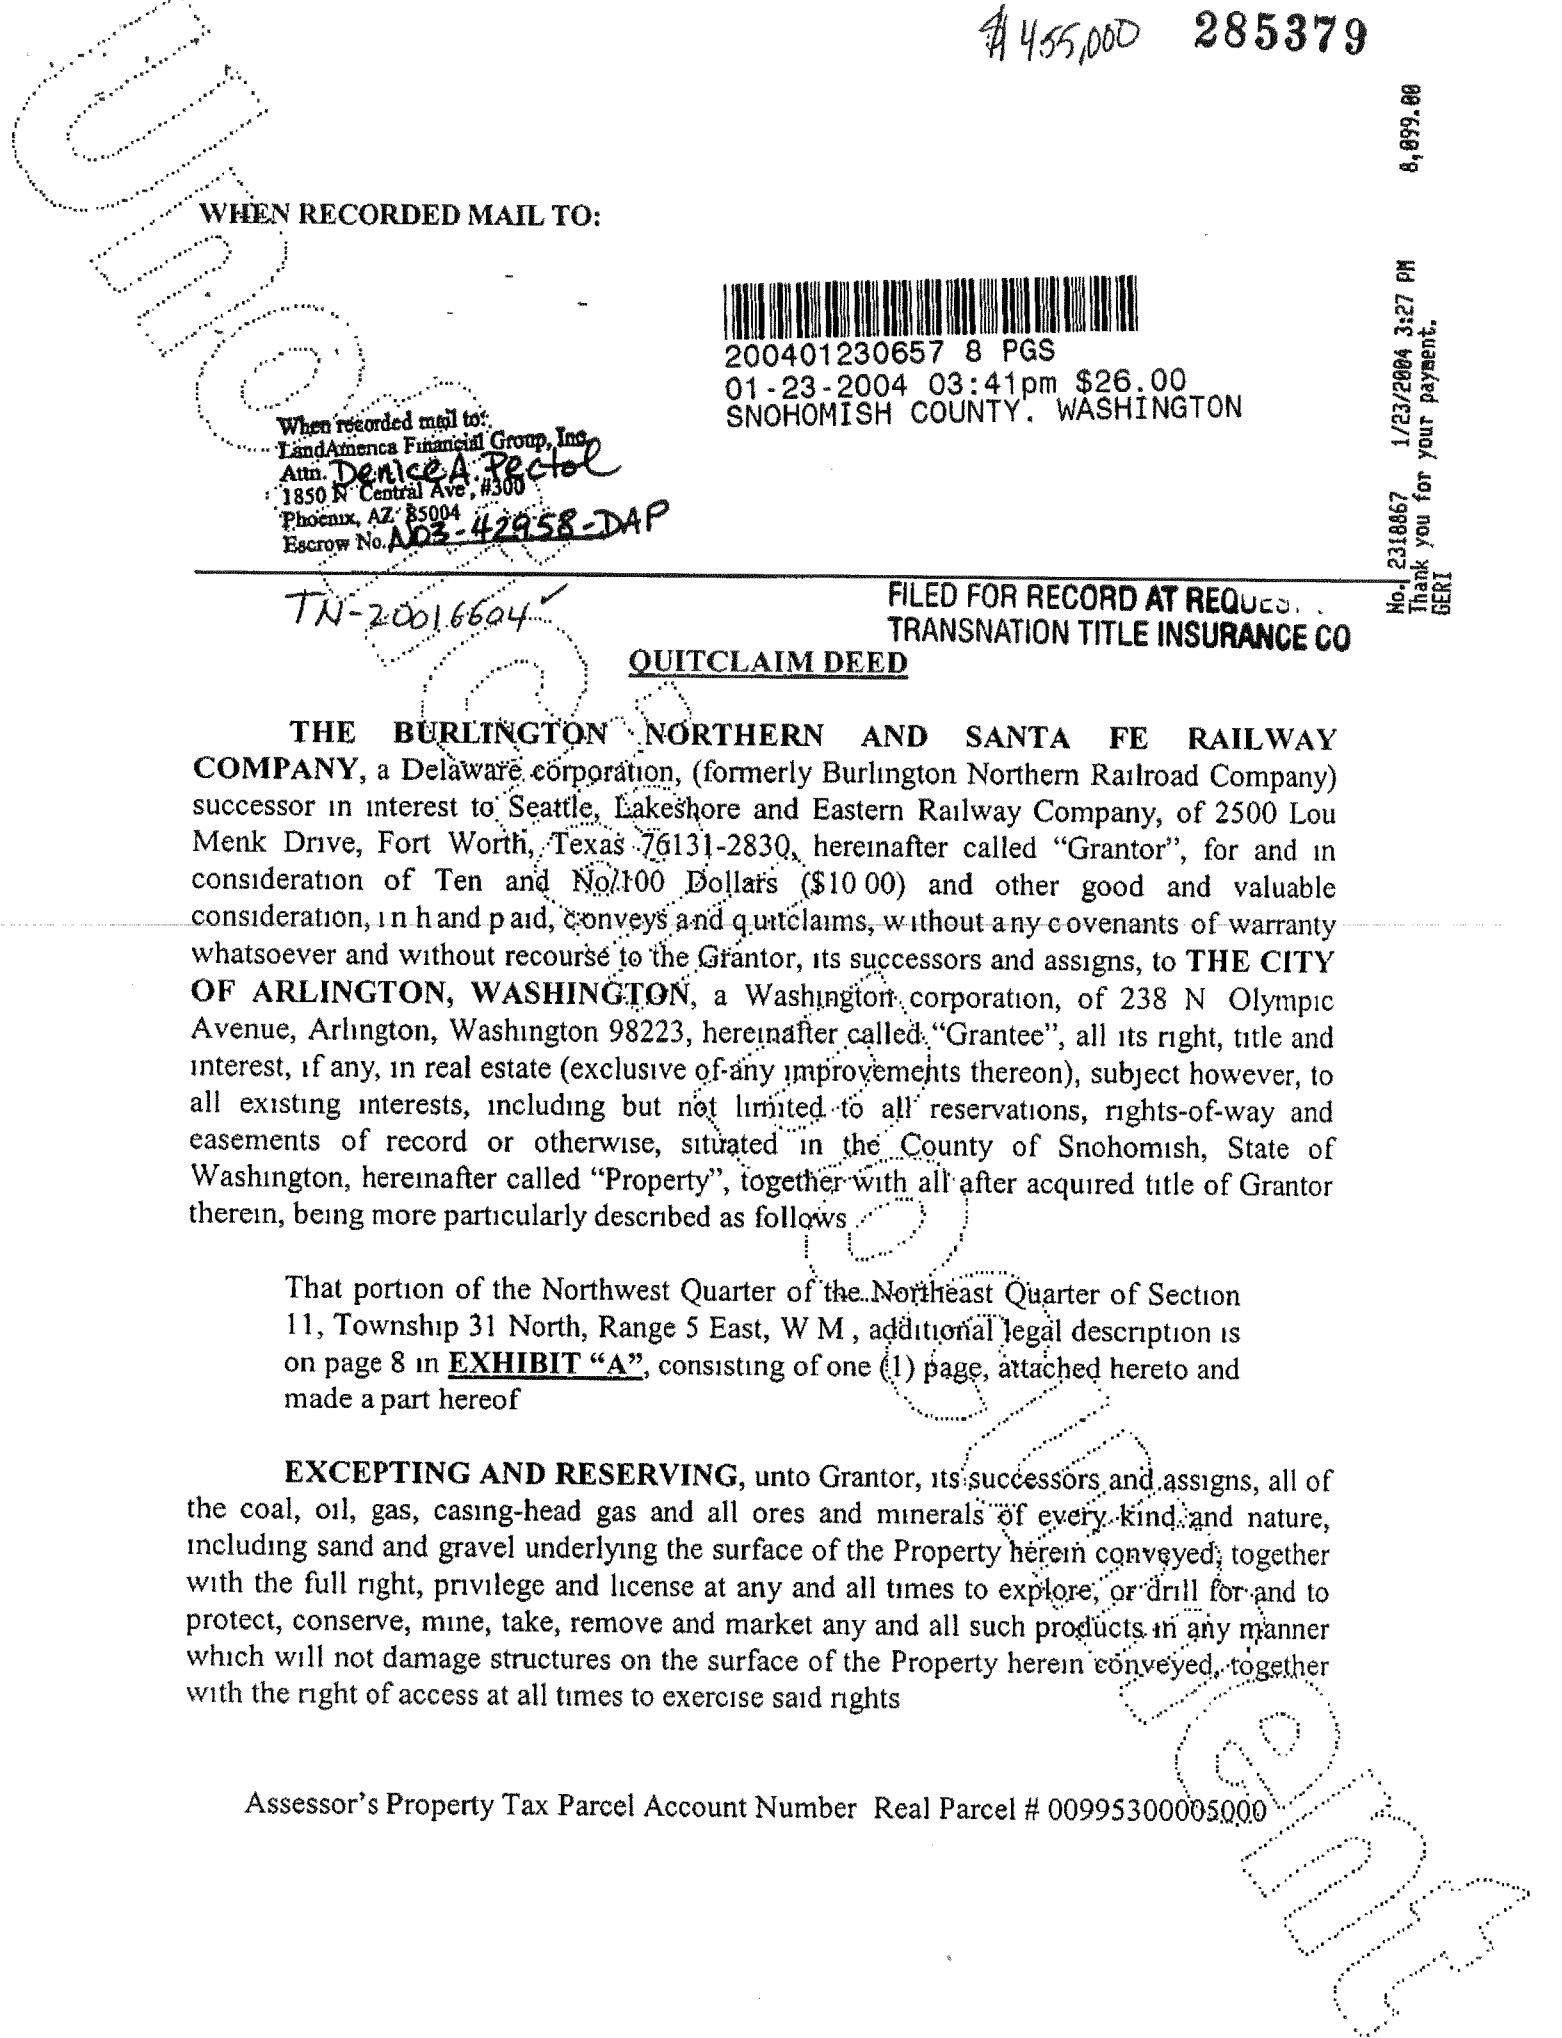 $455,000 285379
8,099.00
No. 2318867 1/23/2004 3:27 PM
Thank you for your payment.
GERI
WHEN RECORDED MAIL TO:
200401230657 8 PGS
01-23-2004 03:41pm $26.00
SNOHOMISH COUNTY, WASHINGTON
When recorded mail to:
LandAmerica Financial Group, Inc.
Attn. Denice A. Pectol
1850 N Central Ave, #300
Phoenix, AZ 85004
Escrow No. N03-42958-DAP
TN-20016604 ✓
FILED FOR RECORD AT REQUES
TRANSNATION TITLE INSURANCE CO
QUITCLAIM DEED
THE BURLINGTON NORTHERN AND SANTA FE RAILWAY
COMPANY, a Delaware corporation, (formerly Burlington Northern Railroad Company)
successor in interest to Seattle, Lakeshore and Eastern Railway Company, of 2500 Lou
Menk Drive, Fort Worth, Texas 76131-2830, hereinafter called “Grantor”, for and in
consideration of Ten and No/100 Dollars ($10 00) and other good and valuable
consideration, in hand paid, conveys and quitclaims, without any covenants of warranty
whatsoever and without recourse to the Grantor, its successors and assigns, to THE CITY
OF ARLINGTON, WASHINGTON, a Washington corporation, of 238 N Olympic
Avenue, Arlington, Washington 98223, hereinafter called “Grantee”, all its right, title and
interest, if any, in real estate (exclusive of any improvements thereon), subject however, to
all existing interests, including but not limited to all reservations, rights-of-way and
easements of record or otherwise, situated in the County of Snohomish, State of
Washington, hereinafter called “Property”, together with all after acquired title of Grantor
therein, being more particularly described as follows
That portion of the Northwest Quarter of the Northeast Quarter of Section
11, Township 31 North, Range 5 East, W M , additional legal description is
on page 8 in EXHIBIT “A”, consisting of one (1) page, attached hereto and
made a part hereof
EXCEPTING AND RESERVING, unto Grantor, its successors and assigns, all of
the coal, oil, gas, casing-head gas and all ores and minerals of every kind and nature,
including sand and gravel underlying the surface of the Property herein conveyed, together
with the full right, privilege and license at any and all times to explore, or drill for and to
protect, conserve, mine, take, remove and market any and all such products in any manner
which will not damage structures on the surface of the Property herein conveyed, together
with the right of access at all times to exercise said rights
Assessor’s Property Tax Parcel Account Number Real Parcel # 00995300005000
Unofficial Document